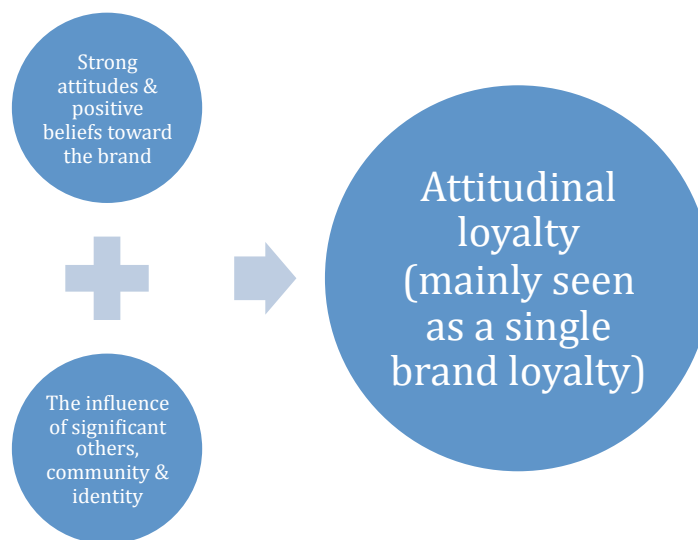 Strong
attitudes &
positive
beliefs toward
the brand
The influence
of significant
others,
community &
identity
Attitudinal
loyalty
(mainly seen
as a single
brand loyalty)